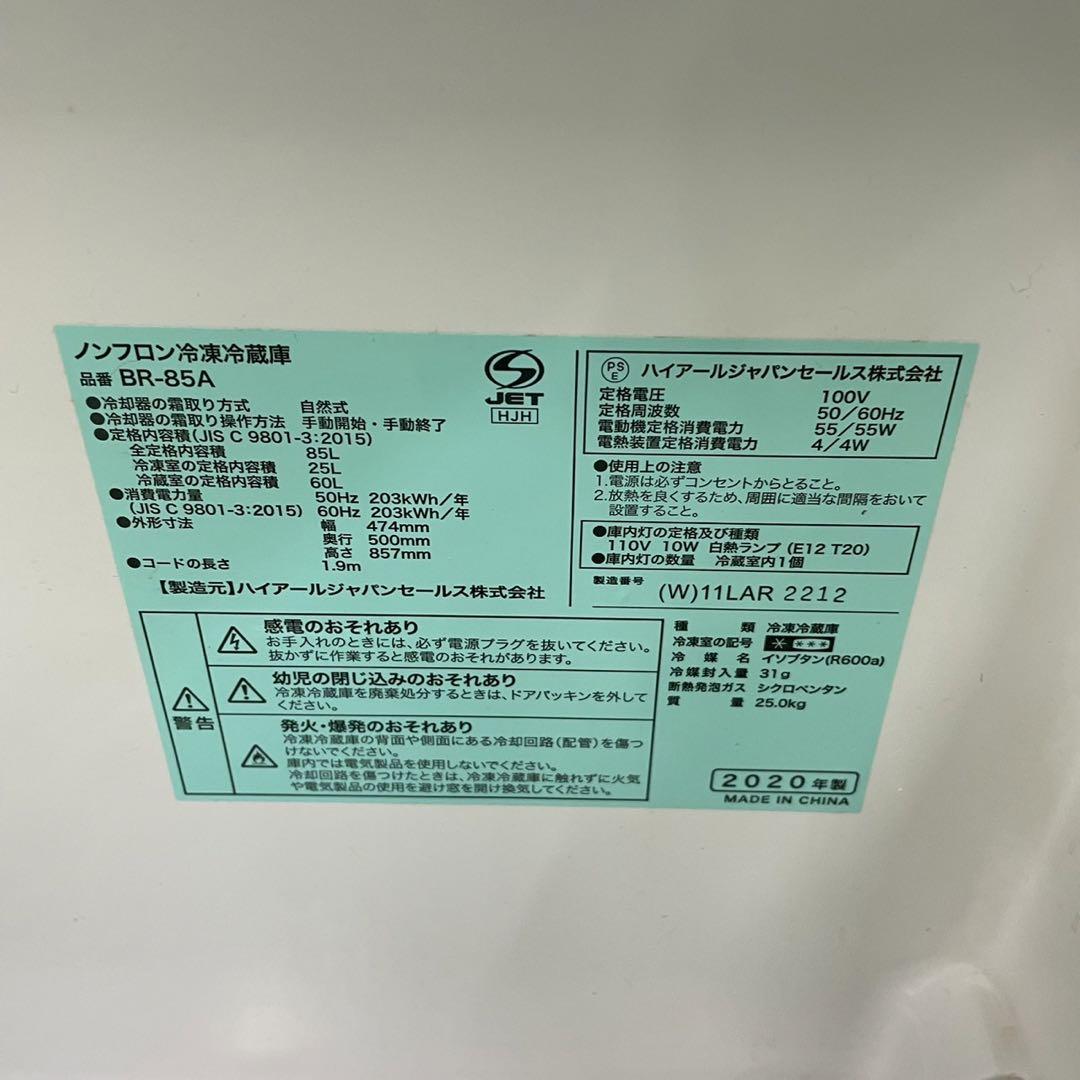 ノンフロン冷凍冷蔵庫
品番 BR-85A
JET
HJH
●冷却器の霜取り方式 自然式
●冷却器の霜取り操作方法 手動開始・手動終了
●定格内容積(JIS C 9801-3:2015)
全定格内容積 85L
冷凍室の定格内容積 25L
冷蔵室の定格内容積 60L
●消費電力量 50Hz 203kWh/年
(JIS C 9801-3:2015) 60Hz 203kWh/年
●外形寸法 幅 474mm
奥行 500mm
高さ 857mm
●コードの長さ 1.9m
【製造元】ハイアールジャパンセールス株式会社
PS
E
ハイアールジャパンセールス株式会社
定格電圧 100V
定格周波数 50/60Hz
電動機定格消費電力 55/55W
電熱装置定格消費電力 4/4W
●使用上の注意
1.電源は必ずコンセントからとること。
2.放熱を良くするため、周囲に適当な間隔をおいて
設置すること。
●庫内灯の定格及び種類
110V 10W 白熱ランプ (E12 T20)
●庫内灯の数量 冷蔵室内1個
製造番号
(W)11LAR 2212
警告
感電のおそれあり
お手入れのときには、必ず電源プラグを抜いてください。
抜かずに作業すると感電のおそれがあります。
幼児の閉じ込みのおそれあり
冷凍冷蔵庫を廃棄処分するときは、ドアパッキンを外して
ください。
発火・爆発のおそれあり
冷凍冷蔵庫の背面や側面にある冷却回路(配管)を傷つ
けないでください。
庫内では電気製品を使用しないでください。
冷却回路を傷つけたときは、冷凍冷蔵庫に触れずに火気
や電気製品の使用を避け窓を開け換気してください。
種類 冷凍冷蔵庫
冷凍室の記号 * ***
冷媒名 イソブタン(R600a)
冷媒封入量 31g
断熱発泡ガス シクロペンタン
質量 25.0kg
2020年製
MADE IN CHINA